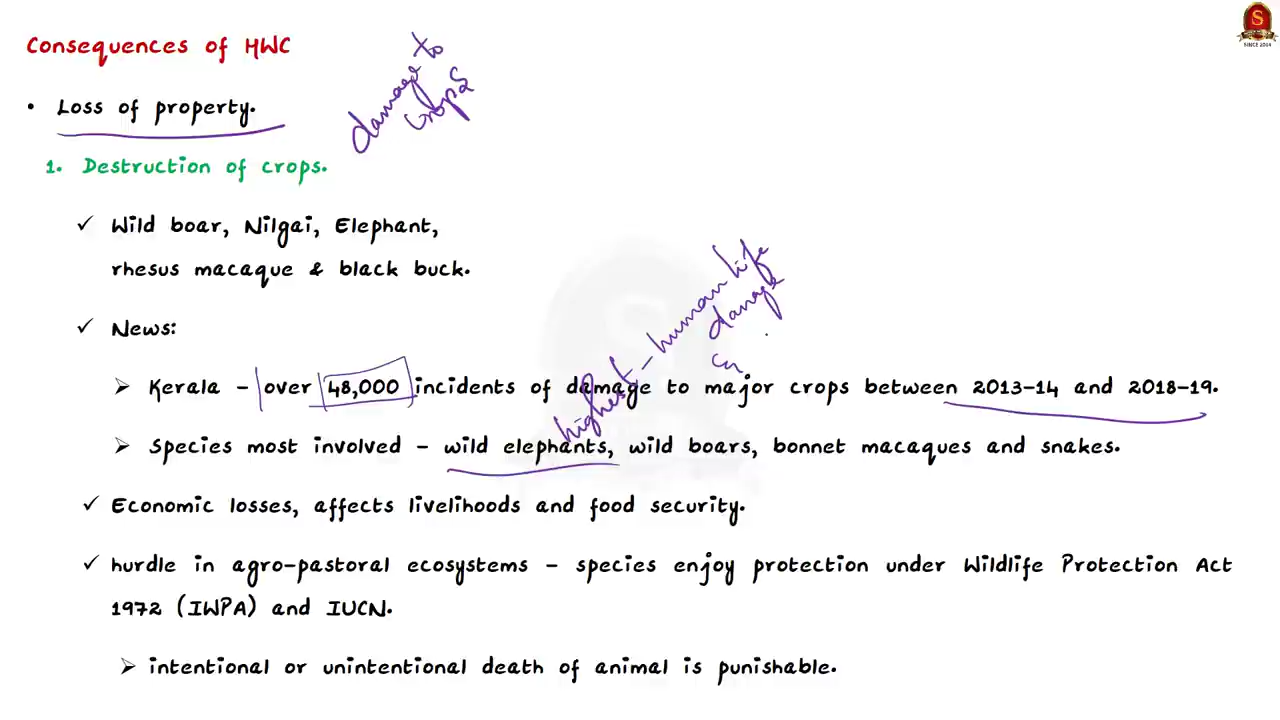 Consequences of HWC
• Loss of property.
damage to
crops
1. Destruction of crops.
✓ Wild boar, Nilgai, Elephant,
rhesus macaque & black buck.
✓ News:
➤ Kerala - over 48,000 incidents of damage to major crops between 2013-14 and 2018-19.
highest - human life
damage
➤ Species most involved - wild elephants, wild boars, bonnet macaques and snakes.
✓ Economic losses, affects livelihoods and food security.
✓ hurdle in agro-pastoral ecosystems - species enjoy protection under Wildlife Protection Act
1972 (IWPA) and IUCN.
➤ intentional or unintentional death of animal is punishable.
S
SINCE 2014